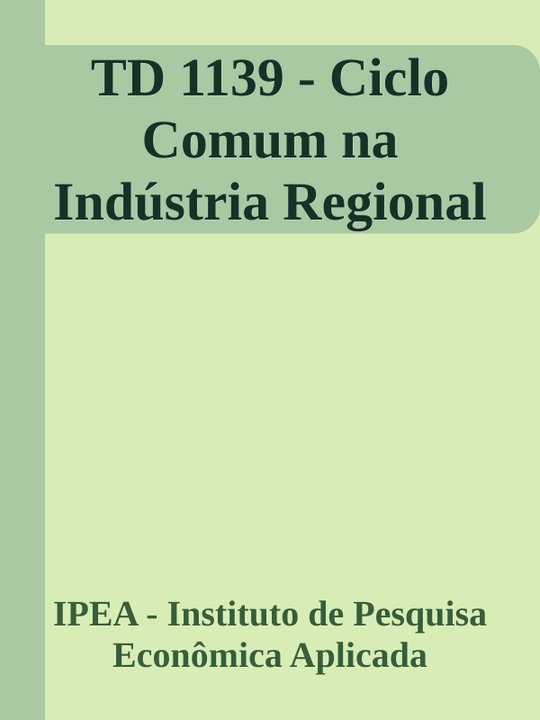 TD 1139 - Ciclo
Comum na
Indústria Regional
IPEA - Instituto de Pesquisa
Econômica Aplicada